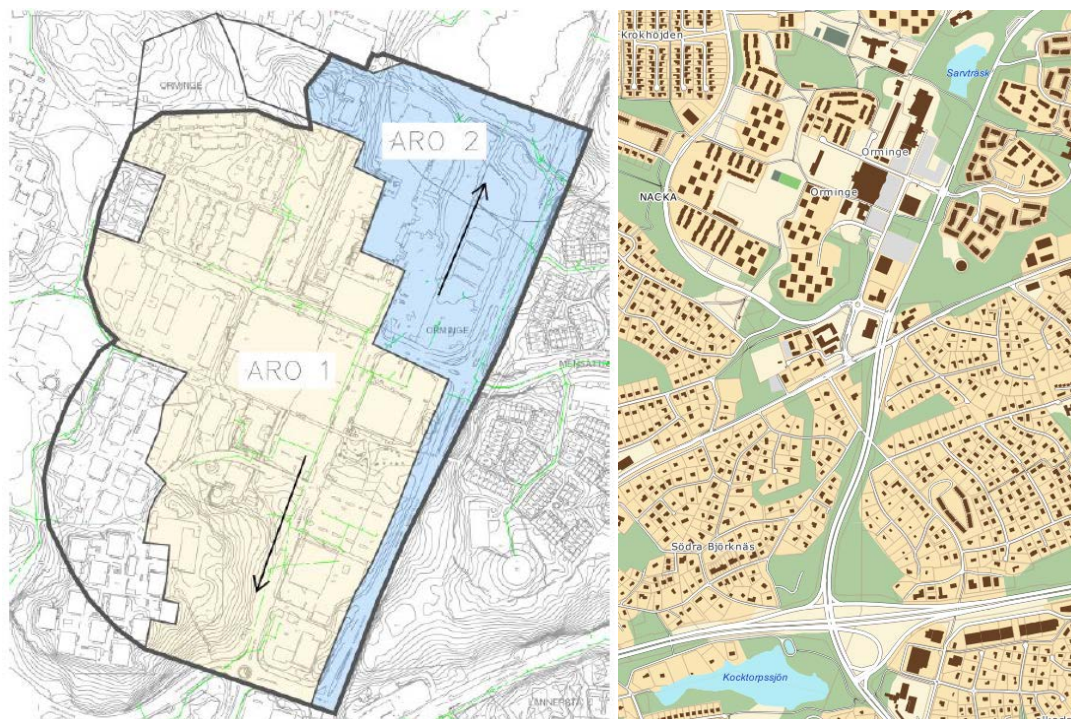 ORMINGE
ARO 2
ORMINGE
ARO 1
Krokhöjden
Sarvträsk
Orminge
Orminge
NACKA
Södra Björknäs
Kocktorpssjön